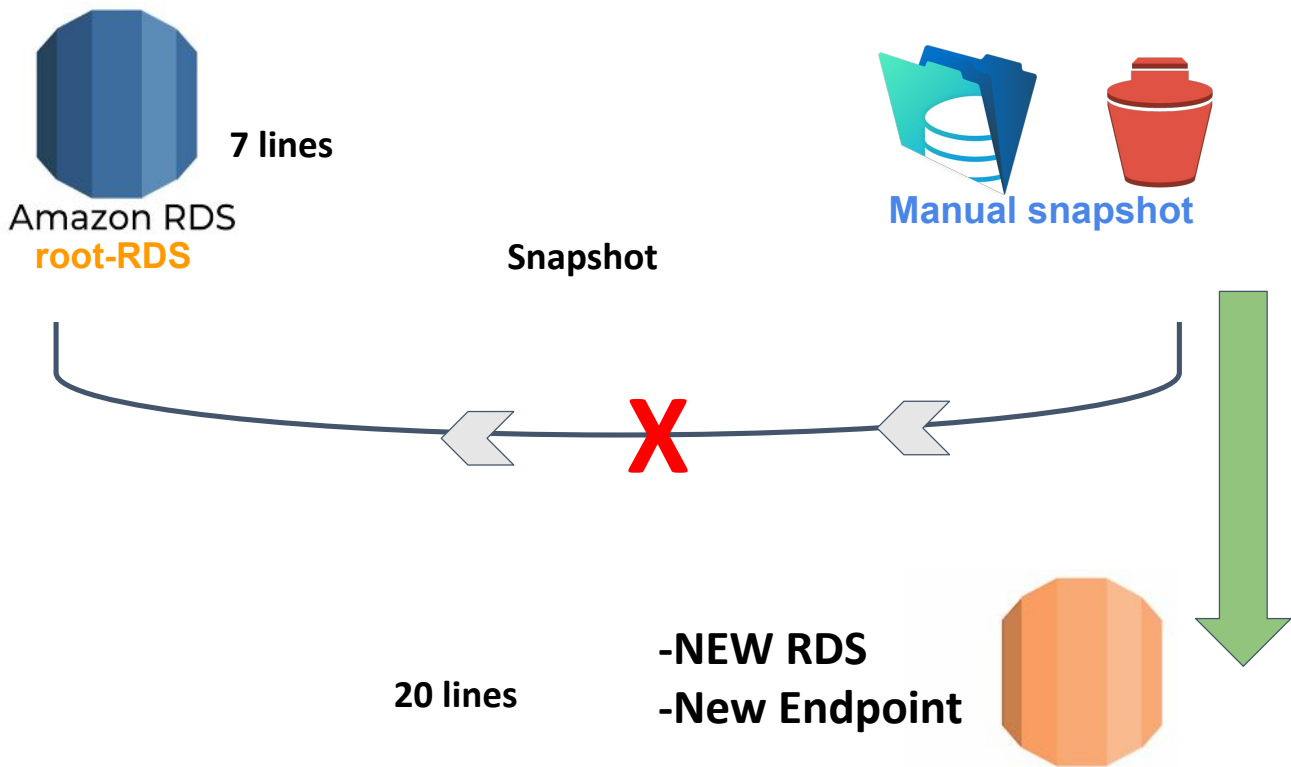 7 lines
Amazon RDS
root-RDS
Manual snapshot
Snapshot
X
-NEW RDS
-New Endpoint
20 lines